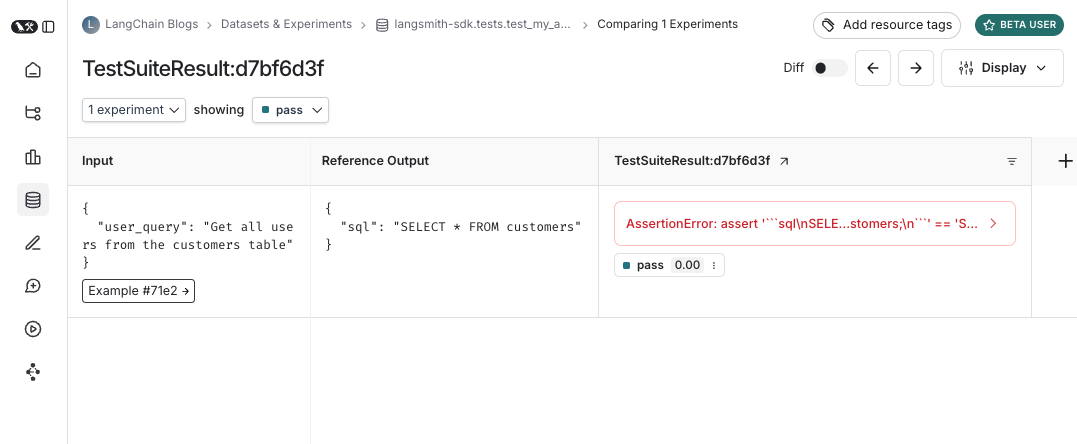 L LangChain Blogs > Datasets & Experiments > langsmith-sdk.tests.test_my_a... > Comparing 1 Experiments Add resource tags BETA USER
TestSuiteResult:d7bf6d3f Diff Display
1 experiment showing pass
Input Reference Output TestSuiteResult:d7bf6d3f ↗ +
{
"user_query": "Get all use
rs from the customers table"
}
Example #71e2 →
{
"sql": "SELECT * FROM customers"
}
AssertionError: assert '```sql\nSELE...stomers;\n```' == 'S... >
pass 0.00